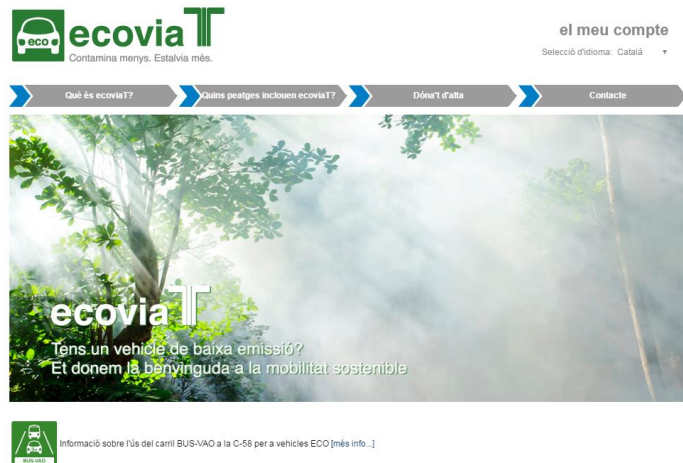 eco
ecoviaT
Contamina menys. Estalvia més.
el meu compte
Selecció d'idioma: Català
Què és ecoviaT?
Quins peatges inclouen ecoviaT?
Dóna't d'alta
Contacte
ecoviaT
Tens un vehicle de baixa emissió?
Et donem la benvinguda a la mobilitat sostenible
BUS-VAO
Informació sobre l'ús del carril BUS-VAO a la C-58 per a vehicles ECO [més info...]